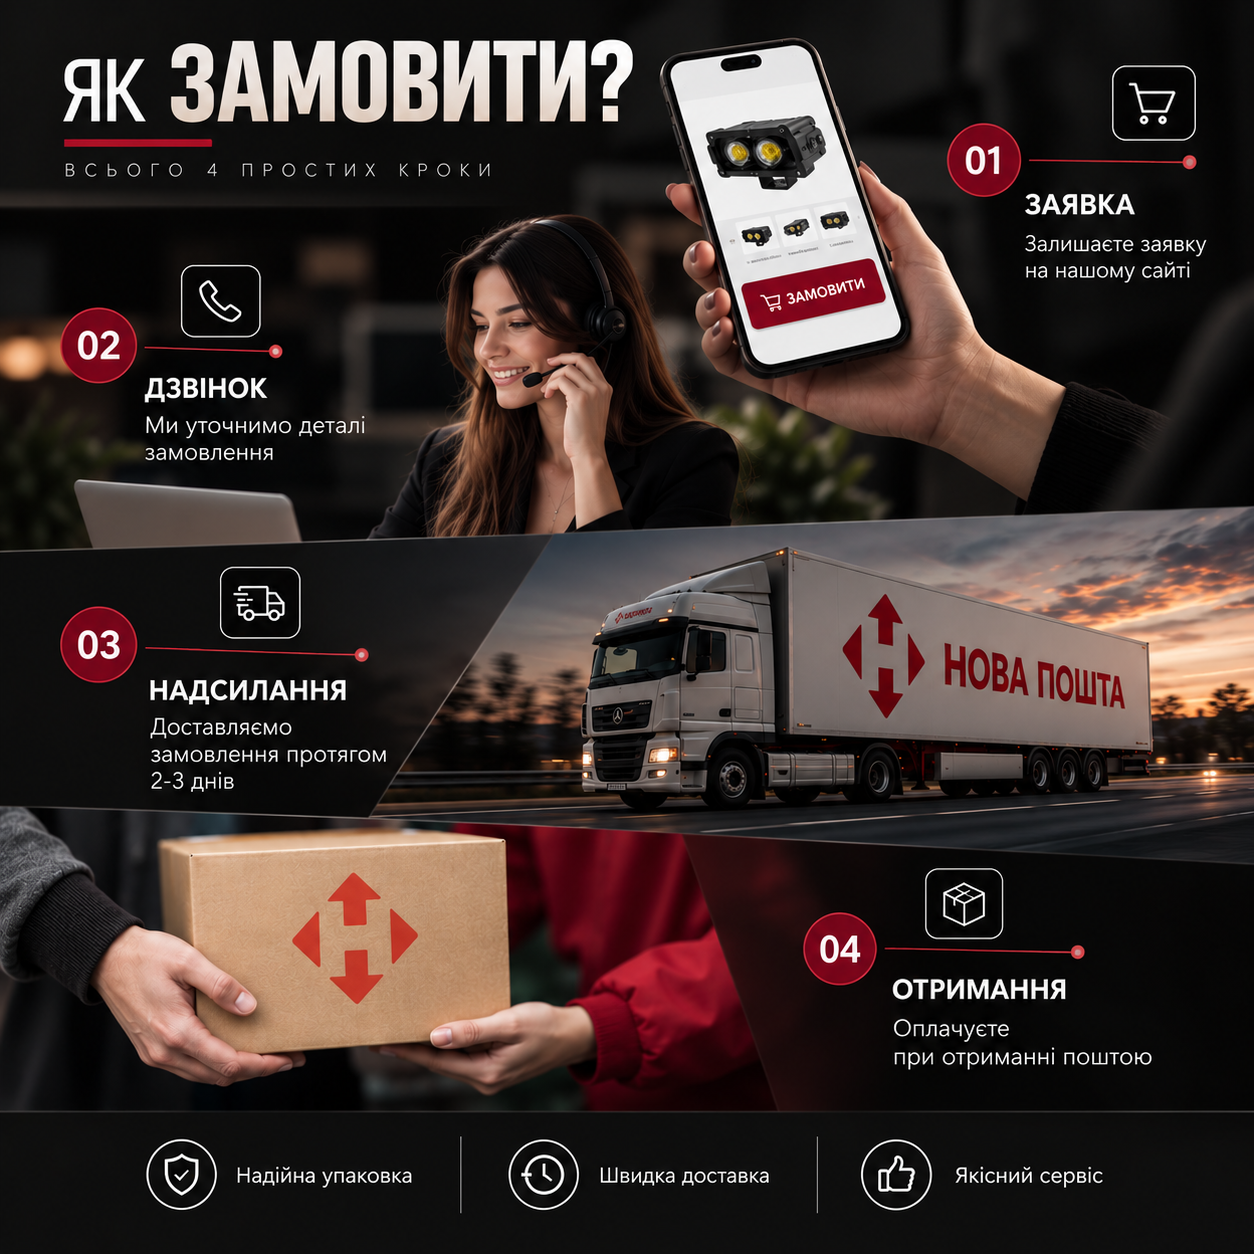 ЯК ЗАМОВИТИ?
ВСЬОГО 4 ПРОСТИХ КРОКИ
01
ЗАЯВКА
Залишаєте заявку
на нашому сайті
ЗАМОВИТИ
02
ДЗВІНОК
Ми уточнимо деталі
замовлення
03
НАДСИЛАННЯ
Доставляємо
замовлення протягом
2-3 днів
НОВА ПОШТА
04
ОТРИМАННЯ
Оплачуєте
при отриманні поштою
Надійна упаковка
Швидка доставка
Якісний сервіс